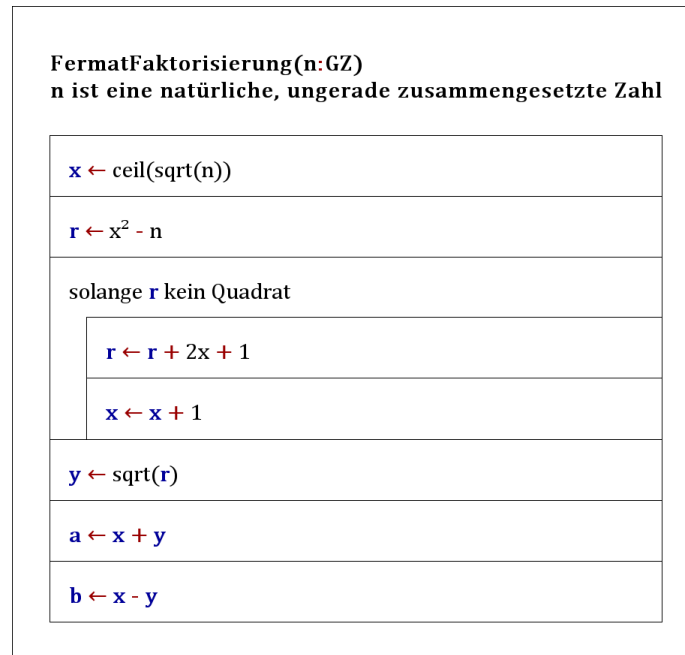 FermatFaktorisierung(n:GZ)
n ist eine natürliche, ungerade zusammengesetzte Zahl
x ← ceil(sqrt(n))
r ← x² - n
solange r kein Quadrat
r ← r + 2x + 1
x ← x + 1
y ← sqrt(r)
a ← x + y
b ← x - y